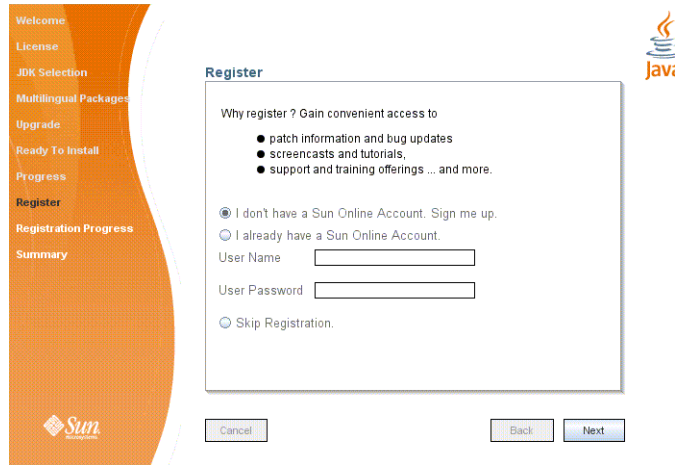 Welcome
License
JDK Selection
Multilingual Packages
Upgrade
Ready To Install
Progress
Register
Registration Progress
Summary
Sun
microsystems
Java
Register
Why register ? Gain convenient access to
● patch information and bug updates
● screencasts and tutorials,
● support and training offerings ... and more.
I don't have a Sun Online Account. Sign me up.
I already have a Sun Online Account.
User Name
User Password
Skip Registration.
Cancel
Back
Next